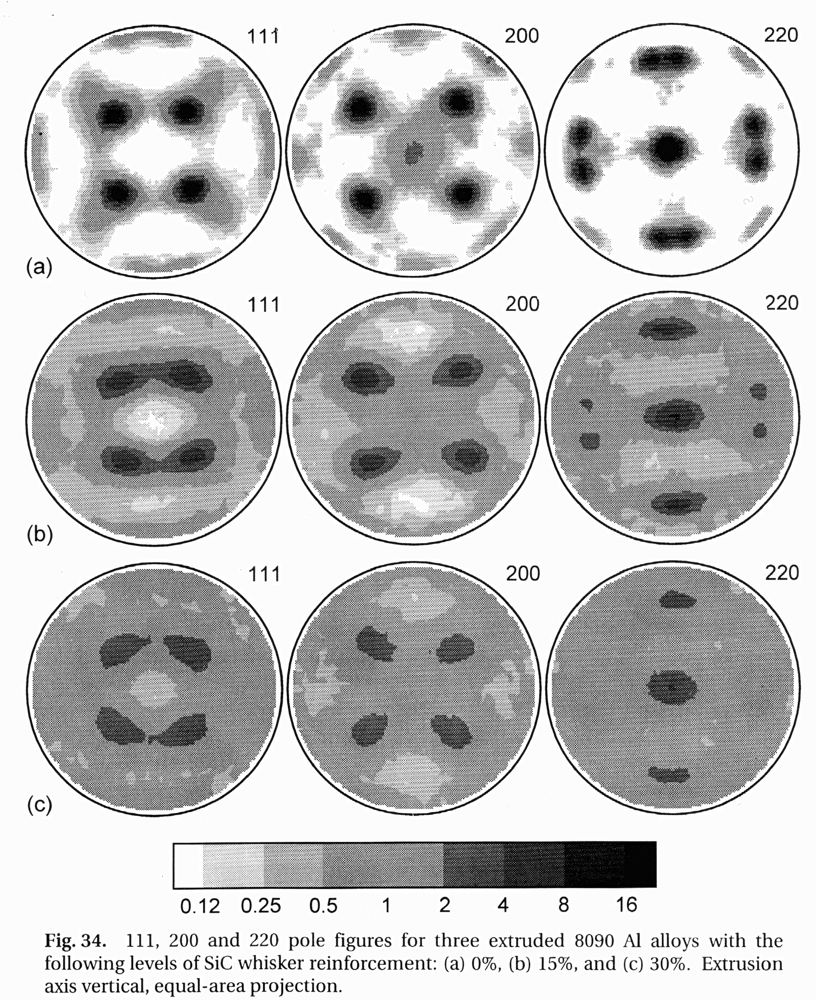 111 200 220
(a)
111 200 220
(b)
111 200 220
(c)
0.12 0.25 0.5 1 2 4 8 16
Fig. 34. 111, 200 and 220 pole figures for three extruded 8090 Al alloys with the
following levels of SiC whisker reinforcement: (a) 0%, (b) 15%, and (c) 30%. Extrusion
axis vertical, equal-area projection.